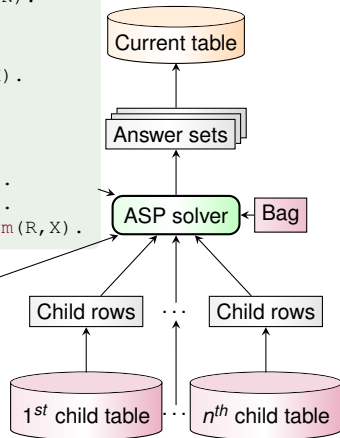 ).
Current table
).
Answer sets
.
.
m(R,X).
ASP solver
Bag
Child rows
...
Child rows
1st child table
...
nth child table